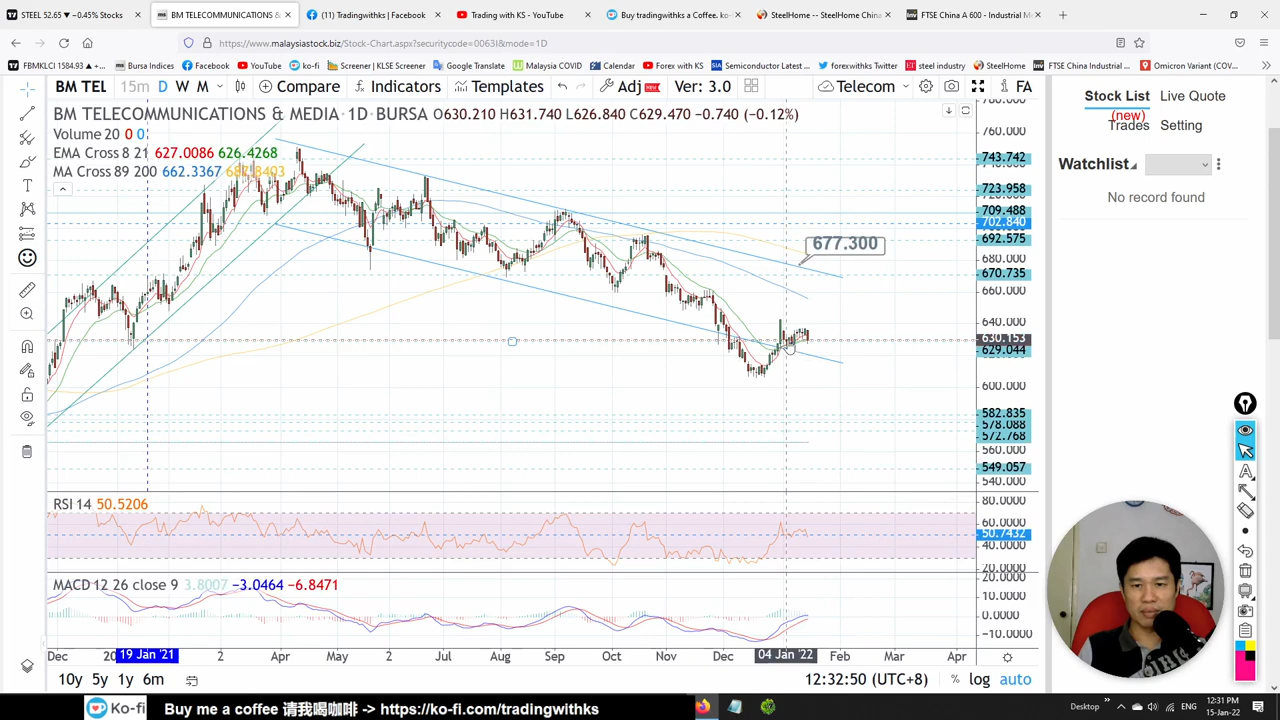 STEEL 52.65 ▼ −0.45% Stocks
BM TELECOMMUNICATIONS &
(11) Tradingwithks | Facebook
Trading with KS - YouTube
Buy tradingwithks a Coffee. ko-f
SteelHome -- SteelHome China
FTSE China A 600 - Industrial M
https://www.malaysiastock.biz/Stock-Chart.aspx?securitycode=0063I&mode=1D
FBMKLCI 1584.93 ▲ +...
Bursa Indices
Facebook
YouTube
ko-fi
Screener | KLSE Screener
Google Translate
Malaysia COVID
Calendar
Forex with KS
Semiconductor Latest ...
forexwithks Twitter
steel industry
FTSE China Industrial ...
SteelHome
Omicron Variant (COV...
BM TEL 15m D W M Compare Indicators Templates Adj NEW Ver: 3.0 Telecom FA
BM TELECOMMUNICATIONS & MEDIA · 1D · BURSA O630.210 H631.740 L626.840 C629.470 −0.740 (−0.12%)
Volume 20 0 0
EMA Cross 8 21 627.0086 626.4268
MA Cross 89 200 662.3367
760.000
743.742
723.958
709.488
702.840
692.575
677.300
680.000
670.735
660.000
640.000
630.153
629.044
600.000
582.835
578.088
572.768
560.000
549.057
540.000
RSI 14 50.5206
80.0000
60.0000
50.7432
40.0000
20.0000
MACD 12 26 close 9 3.8007 −3.0464 −6.8471
20.0000
10.0000
0.0000
−10.0000
Dec 20 19 Jan '21 2 Apr May 2 Jul Aug Sep Oct Nov Dec 04 Jan '22 Feb Mar Apr
10y 5y 1y 6m
12:32:50 (UTC+8) % log auto
Stock List
(new)
Live Quote
Trades
Setting
Watchlist
No record found
Ko-fi
Buy me a coffee 请我喝咖啡 -> https://ko-fi.com/tradingwithks
Desktop
12:31 PM
15-Jan-22